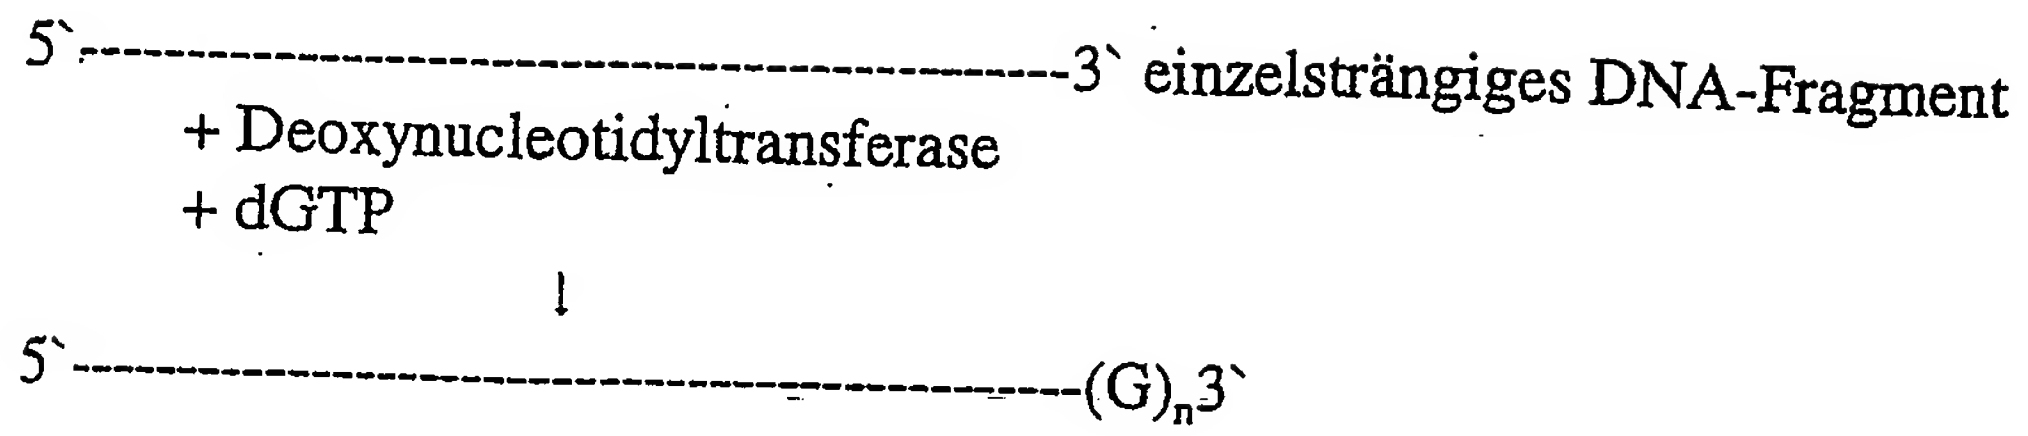 5`-------------------------------------------------3` einzelsträngiges DNA-Fragment
+ Deoxynucleotidyltransferase
+ dGTP
↓
5`-------------------------------------------------(G)n3`